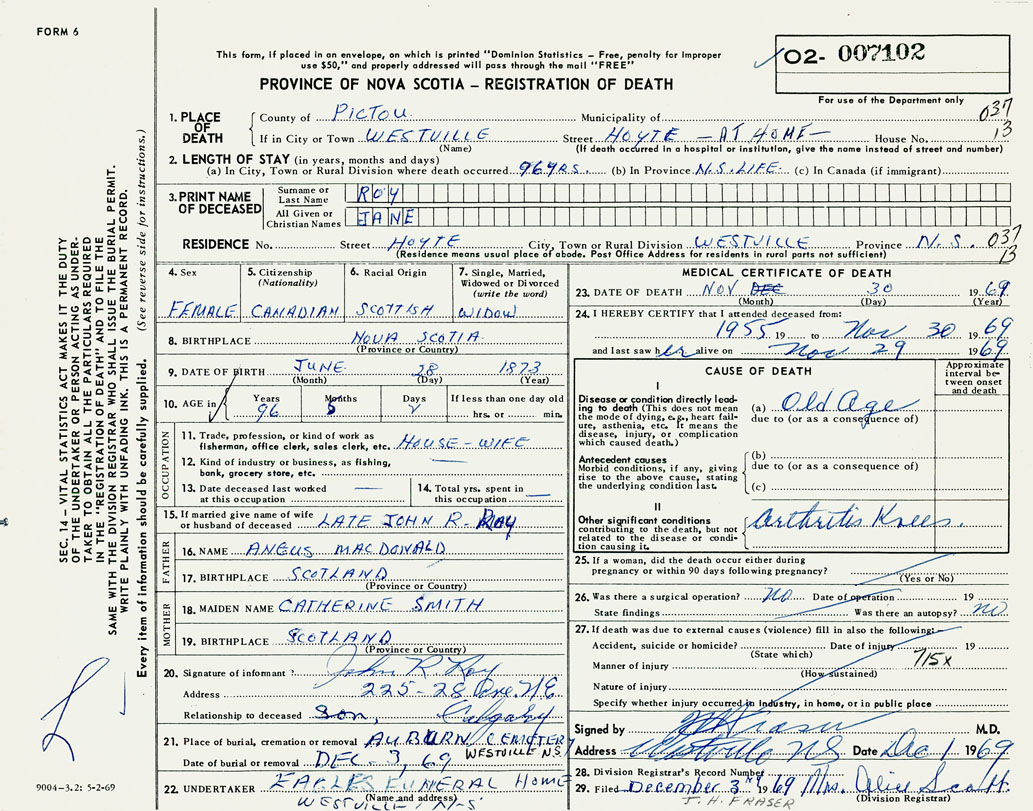 FORM 6
This form, if placed in an envelope, on which is printed "Dominion Statistics – Free, penalty for improper
use $50," and properly addressed will pass through the mail "FREE"
PROVINCE OF NOVA SCOTIA – REGISTRATION OF DEATH
O2- 007102
For use of the Department only
SEC. 14 – VITAL STATISTICS ACT MAKES IT THE DUTY
OF THE UNDERTAKER OR PERSON ACTING AS UNDER-
TAKER TO OBTAIN ALL THE PARTICULARS REQUIRED
IN THE "REGISTRATION OF DEATH" AND TO FILE THE
SAME WITH THE DIVISION REGISTRAR WHO SHALL ISSUE THE BURIAL PERMIT.
WRITE PLAINLY WITH UNFADING INK. THIS IS A PERMANENT RECORD.
Every item of information should be carefully supplied. (See reverse side for instructions.)
1. PLACE OF DEATH
County of PICTOU Municipality of 037
If in City or Town WESTVILLE Street HOYTE – AT HOME – House No. 13
(Name) (If death occurred in a hospital or institution, give the name instead of street and number)
2. LENGTH OF STAY (in years, months and days)
(a) In City, Town or Rural Division where death occurred 96 YRS. (b) In Province N.S. LIFE. (c) In Canada (if immigrant)
3. PRINT NAME OF DECEASED
Surname or Last Name ROY
All Given or Christian Names JANE
RESIDENCE No. Street HOYTE City, Town or Rural Division WESTVILLE Province N.S. 037
(Residence means usual place of abode. Post Office Address for residents in rural parts not sufficient) 13
4. Sex
FEMALE
5. Citizenship (Nationality)
CANADIAN
6. Racial Origin
SCOTTISH
7. Single, Married, Widowed or Divorced (write the word)
WIDOW
8. BIRTHPLACE NOVA SCOTIA
(Province or Country)
9. DATE OF BIRTH JUNE 28 1873
(Month) (Day) (Year)
10. AGE in Years Months Days If less than one day old
96 5 2 hrs. or min.
OCCUPATION
11. Trade, profession, or kind of work as
fisherman, office clerk, sales clerk, etc. HOUSE-WIFE
12. Kind of industry or business, as fishing,
bank, grocery store, etc. —
13. Date deceased last worked
at this occupation —
14. Total yrs. spent in
this occupation —
15. If married give name of wife
or husband of deceased LATE JOHN R. Roy
FATHER
16. NAME ANGUS MACDONALD
17. BIRTHPLACE SCOTLAND
(Province or Country)
MOTHER
18. MAIDEN NAME CATHERINE SMITH
19. BIRTHPLACE SCOTLAND
(Province or Country)
20. Signature of informant John R Roy
Address 225-28 Ave. N.E
Relationship to deceased Son, Calgary
21. Place of burial, cremation or removal AUBURN CEMETERY
WESTVILLE N.S.
Date of burial or removal DEC. 3, 69
22. UNDERTAKER EAGLES FUNERAL HOME
(Name and address)
WESTVILLE NS
9004-3.2: 5-2-69
MEDICAL CERTIFICATE OF DEATH
23. DATE OF DEATH NOV DEC 30 1969
(Month) (Day) (Year)
24. I HEREBY CERTIFY that I attended deceased from:
1955 19 to Nov 30 1969
and last saw her alive on Nov 29 1969
CAUSE OF DEATH
Approximate interval between onset and death
I
Disease or condition directly lead-
ing to death (This does not mean
the mode of dying, e.g., heart fail-
ure, asthenia, etc. It means the
disease, injury, or complication
which caused death.)
(a) Old Age
due to (or as a consequence of)
Antecedent causes
Morbid conditions, if any, giving
rise to the above cause, stating
the underlying condition last.
(b)
due to (or as a consequence of)
(c)
II
Other significant conditions
contributing to the death, but not
related to the disease or condi-
tion causing it.
Arthritis Knees.
25. If a woman, did the death occur either during
pregnancy or within 90 days following pregnancy?
(Yes or No)
26. Was there a surgical operation? no Date of operation 19
State findings Was there an autopsy? no
27. If death was due to external causes (violence) fill in also the following:
Accident, suicide or homicide? Date of injury 19
(State which) 715x
Manner of injury
(How sustained)
Nature of injury
Specify whether injury occurred in Industry, in home, or in public place
Signed by J H Fraser M.D.
Address Westville NS Date Dec 1 1969
28. Division Registrar's Record Number
29. Filed December 3rd 1969 Mrs. Alice Scott.
(Division Registrar)
J. H. FRASER